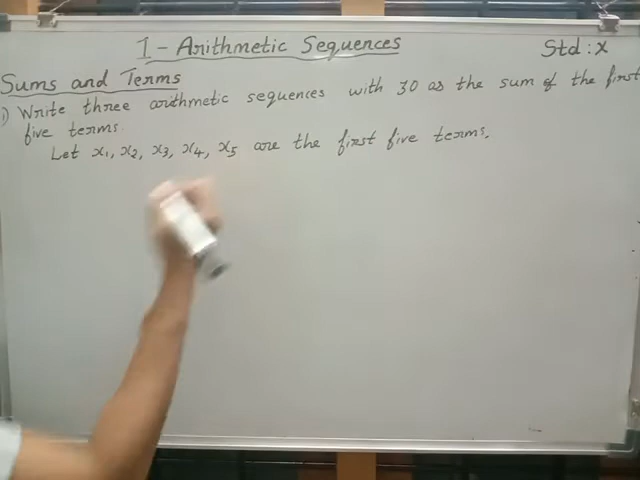 1 - Arithmetic Sequences
Std : X
Sums and Terms
1) Write three arithmetic sequences with 30 as the sum of the first
five terms.
Let x₁, x₂, x₃, x₄, x₅ are the first five terms.